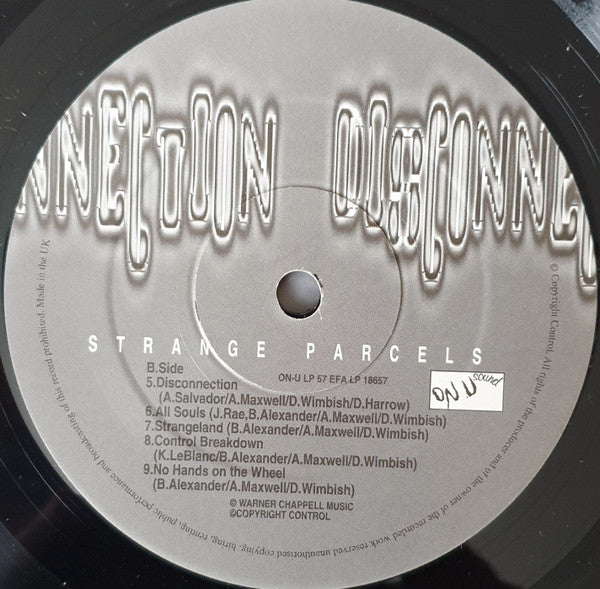 NNECTION DISCONNE
STRANGE PARCELS
B.Side
ON-U LP 57 EFA LP 18657
5.Disconnection
(A.Salvador/A.Maxwell/D.Wimbish/D.Harrow)
6.All Souls (J.Rae,B.Alexander/A.Maxwell/D.Wimbish)
7.Strangeland (B.Alexander/A.Maxwell/D.Wimbish)
8.Control Breakdown
(K.LeBlanc/B.Alexander/A.Maxwell/D.Wimbish)
9.No Hands on the Wheel
(B.Alexander/A.Maxwell/D.Wimbish)
ON.U sound
© WARNER CHAPPELL MUSIC
©COPYRIGHT CONTROL
© Copyright Control. All rights of the producer and of the owner of the recorded work reserved unauthorised copying, hiring, renting, public performance and broadcasting of this record prohibited. Made in the UK